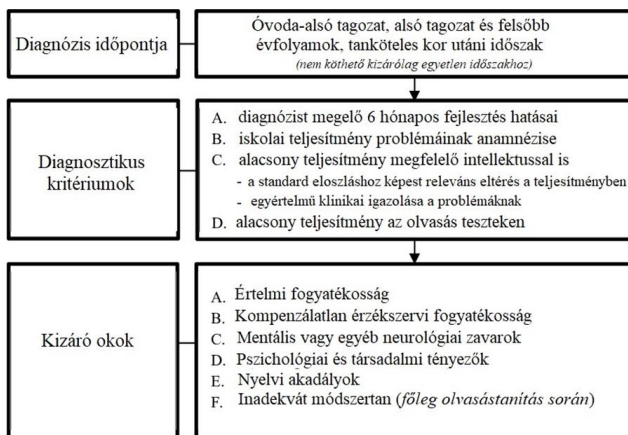 Diagnózis időpontja
Óvoda-alsó tagozat, alsó tagozat és felsőbb
évfolyamok, tanköteles kor utáni időszak
(nem köthető kizárólag egyetlen időszakhoz)
Diagnosztikus
kritériumok
A. diagnózist megelő 6 hónapos fejlesztés hatásai
B. iskolai teljesítmény problémáinak anamnézise
C. alacsony teljesítmény megfelelő intellektussal is
- a standard eloszláshoz képest releváns eltérés a teljesítményben
- egyértelmű klinikai igazolása a problémáknak
D. alacsony teljesítmény az olvasás teszteken
Kizáró okok
A. Értelmi fogyatékosság
B. Kompenzálatlan érzékszervi fogyatékosság
C. Mentális vagy egyéb neurológiai zavarok
D. Pszichológiai és társadalmi tényezők
E. Nyelvi akadályok
F. Inadekvát módszertan (főleg olvasástanítás során)